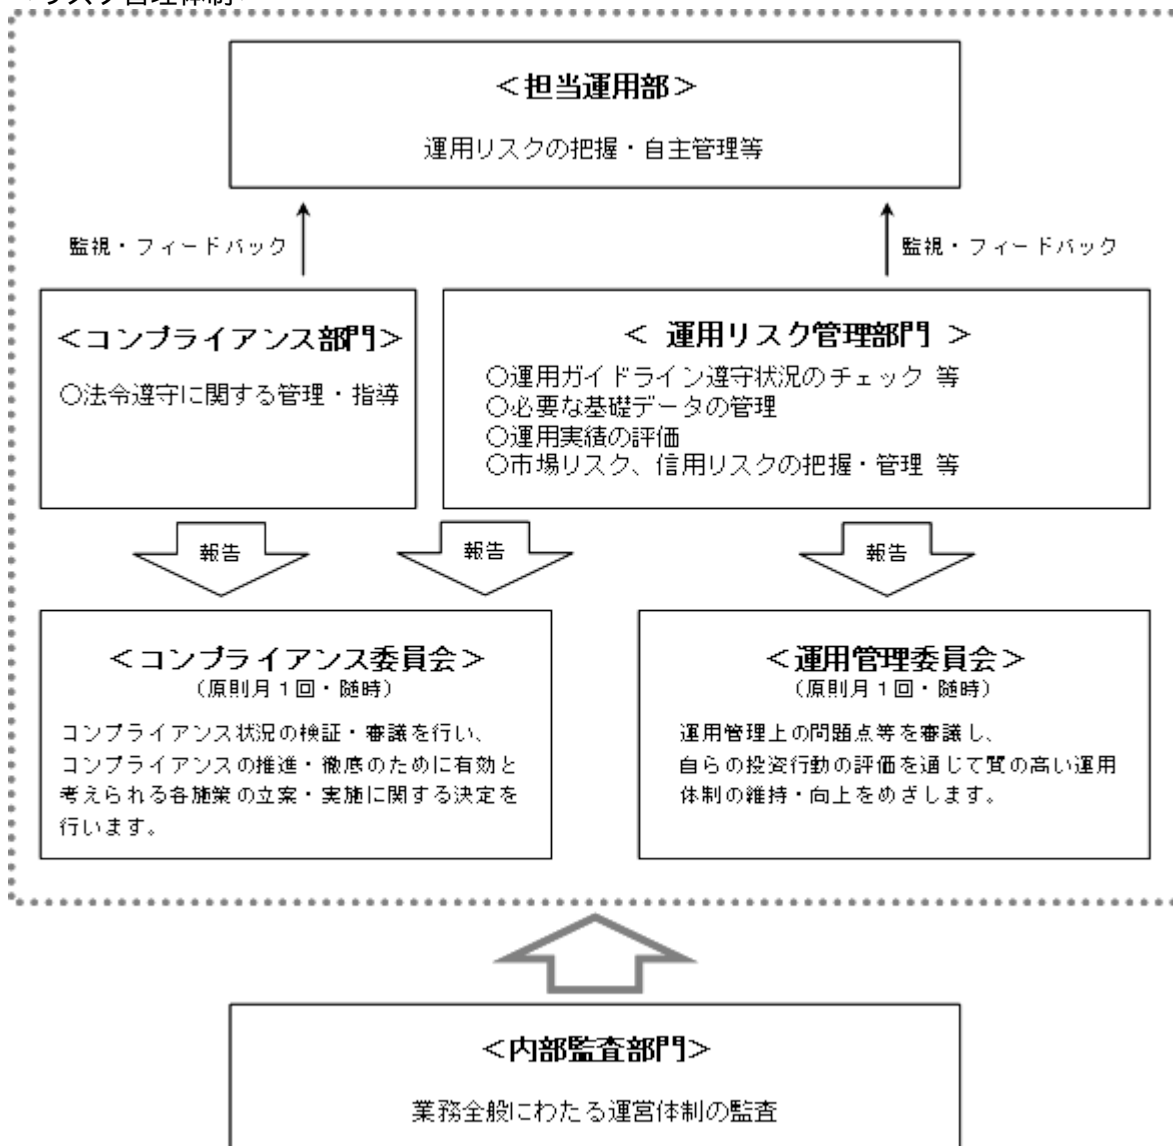 ＜担当運用部＞
運用リスクの把握・自主管理等
監視・フィードバック
監視・フィードバック
＜コンプライアンス部門＞
○法令遵守に関する管理・指導
＜ 運用リスク管理部門 ＞
○運用ガイドライン遵守状況のチェック 等
○必要な基礎データの管理
○運用実績の評価
○市場リスク、信用リスクの把握・管理 等
報告
報告
報告
＜コンプライアンス委員会＞
（原則月１回・随時）
コンプライアンス状況の検証・審議を行い、
コンプライアンスの推進・徹底のために有効と
考えられる各施策の立案・実施に関する決定を
行います。
＜運用管理委員会＞
（原則月１回・随時）
運用管理上の問題点等を審議し、
自らの投資行動の評価を通じて質の高い運用
体制の維持・向上をめざします。
＜内部監査部門＞
業務全般にわたる運営体制の監査